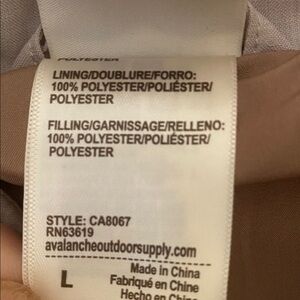 POLYESTER
LINING/DOUBLURE/FORRO:
100% POLYESTER/POLIÉSTER/
POLYESTER
FILLING/GARNISSAGE/RELLENO:
100% POLYESTER/POLIÉSTER/
POLYESTER
STYLE: CA8067
RN63619
avalancheoutdoorsupply.com
L
Made in China
Fabriqué en Chine
Hecho en China